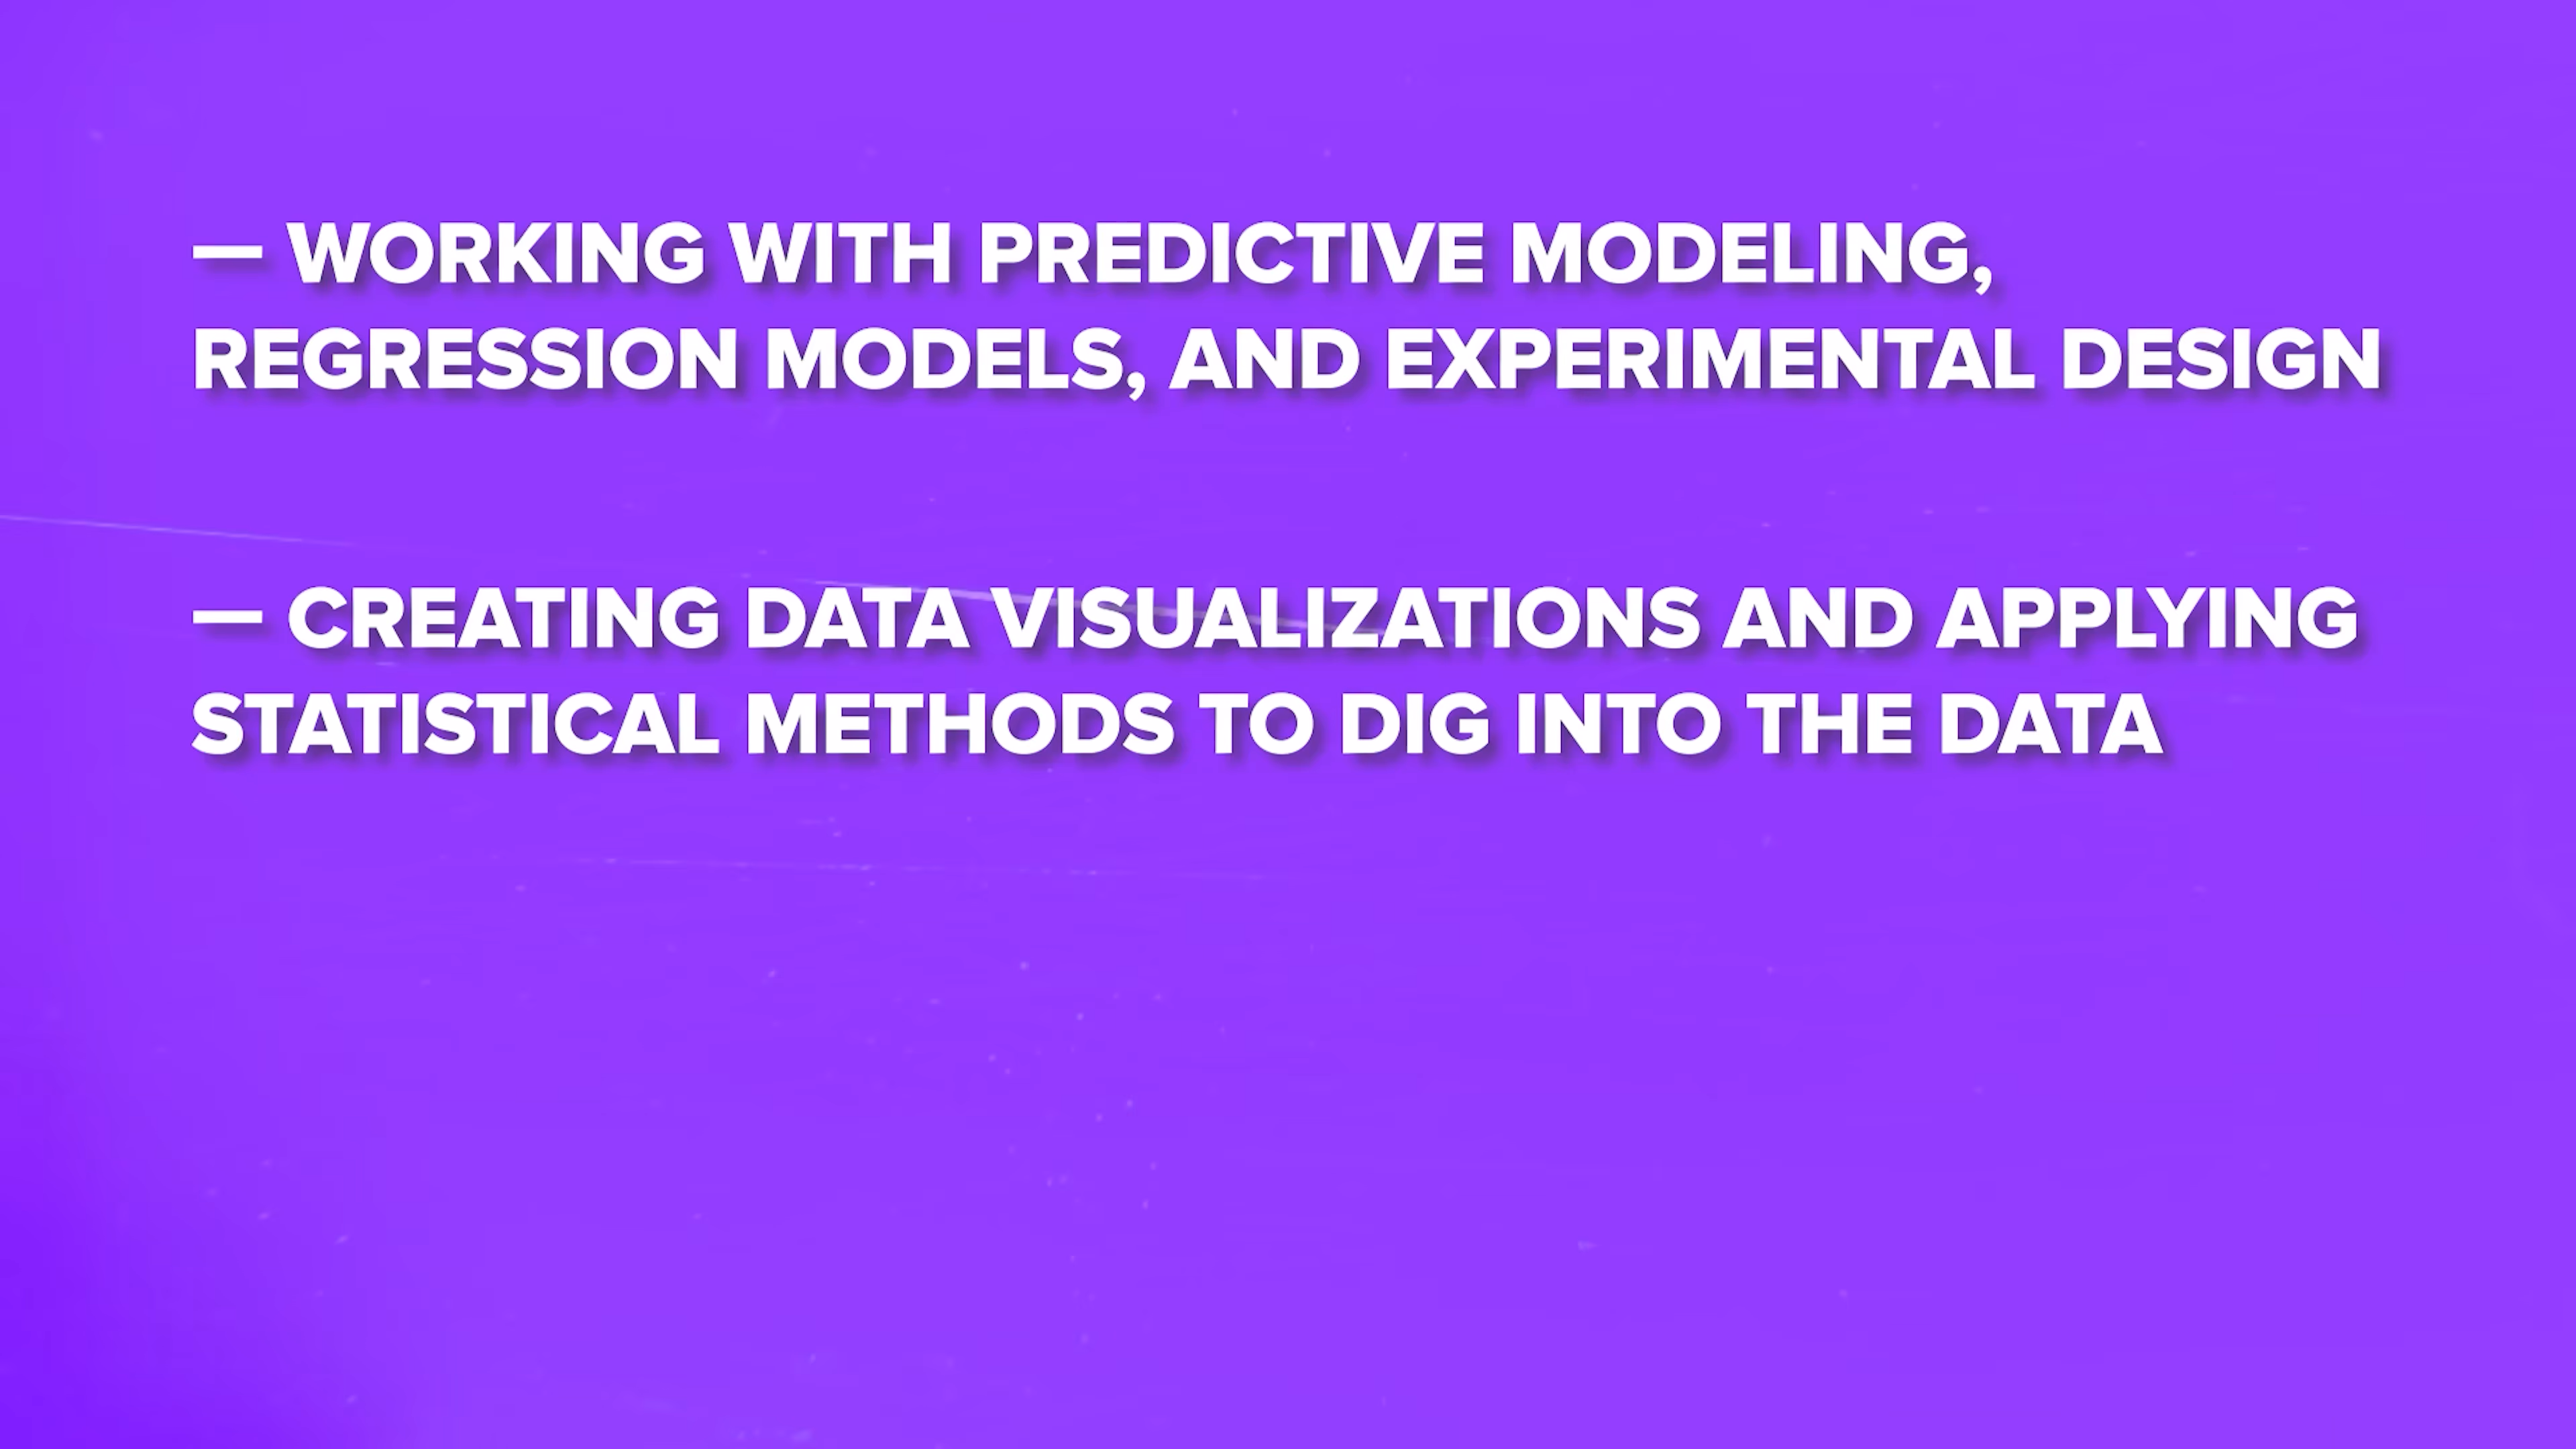 — WORKING WITH PREDICTIVE MODELING,
REGRESSION MODELS, AND EXPERIMENTAL DESIGN
— CREATING DATA VISUALIZATIONS AND APPLYING
STATISTICAL METHODS TO DIG INTO THE DATA